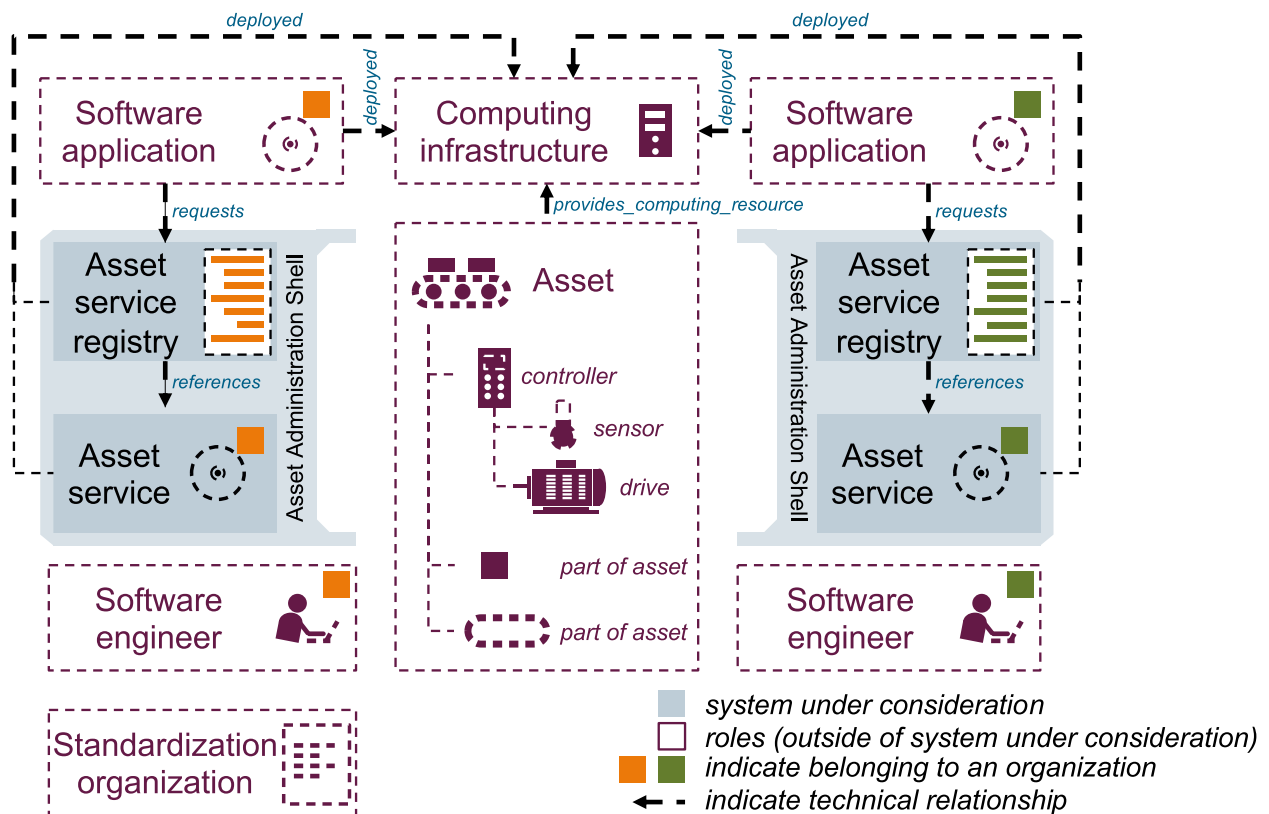 deployed
deployed
Software
application
deployed
Computing
infrastructure
deployed
Software
application
requests
provides_computing_resource
requests
Asset
service
registry
references
Asset
service
Asset Administration Shell
Asset
controller
sensor
drive
part of asset
part of asset
Asset Administration Shell
Asset
service
registry
references
Asset
service
Software
engineer
Software
engineer
Standardization
organization
system under consideration
roles (outside of system under consideration)
indicate belonging to an organization
indicate technical relationship